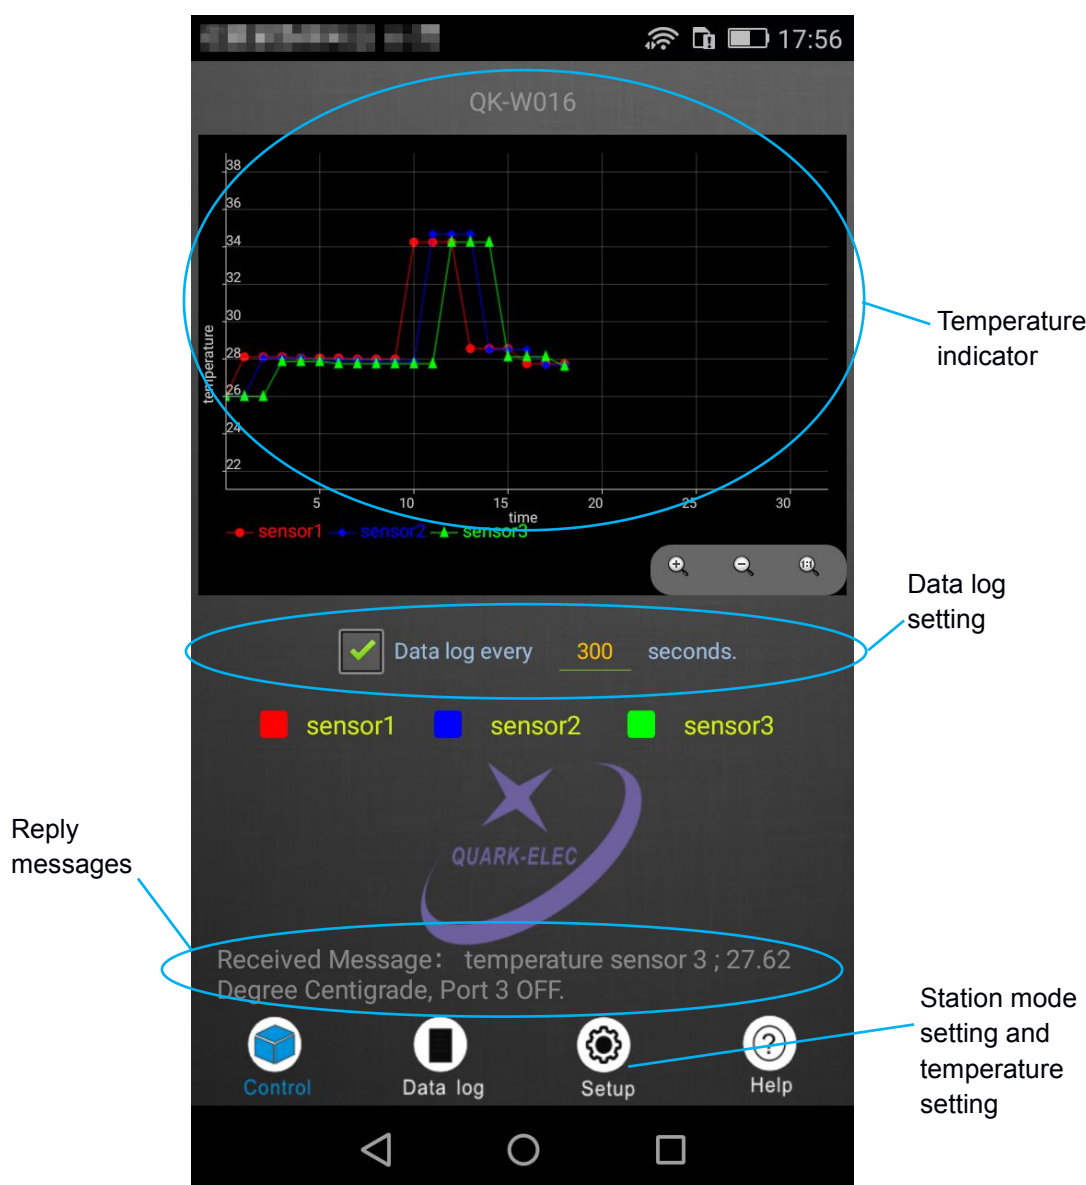 17:56
QK-W016
38
36
34
32
30
28
26
24
22
temperature
5 10 15 20 25 30
time
sensor1 sensor2 sensor3
1:1
Temperature
indicator
Data log
setting
Data log every 300 seconds.
sensor1 sensor2 sensor3
QUARK-ELEC
Reply
messages
Received Message: temperature sensor 3 ; 27.62
Degree Centigrade, Port 3 OFF.
Station mode
setting and
temperature
setting
Control Data log Setup Help